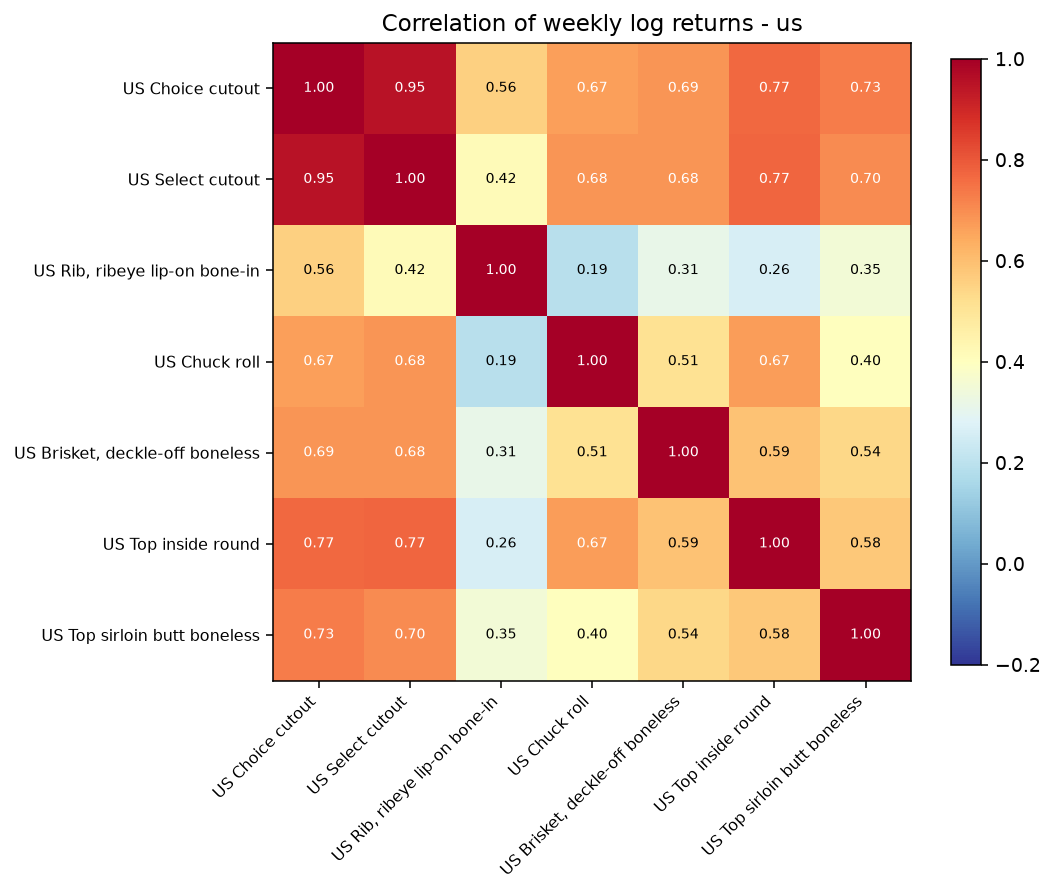 Correlation of weekly log returns - us
US Choice cutout 1.00 0.95 0.56 0.67 0.69 0.77 0.73
US Select cutout 0.95 1.00 0.42 0.68 0.68 0.77 0.70
US Rib, ribeye lip-on bone-in 0.56 0.42 1.00 0.19 0.31 0.26 0.35
US Chuck roll 0.67 0.68 0.19 1.00 0.51 0.67 0.40
US Brisket, deckle-off boneless 0.69 0.68 0.31 0.51 1.00 0.59 0.54
US Top inside round 0.77 0.77 0.26 0.67 0.59 1.00 0.58
US Top sirloin butt boneless 0.73 0.70 0.35 0.40 0.54 0.58 1.00
US Choice cutout
US Select cutout
US Rib, ribeye lip-on bone-in
US Chuck roll
US Brisket, deckle-off boneless
US Top inside round
US Top sirloin butt boneless
1.0
0.8
0.6
0.4
0.2
0.0
−0.2